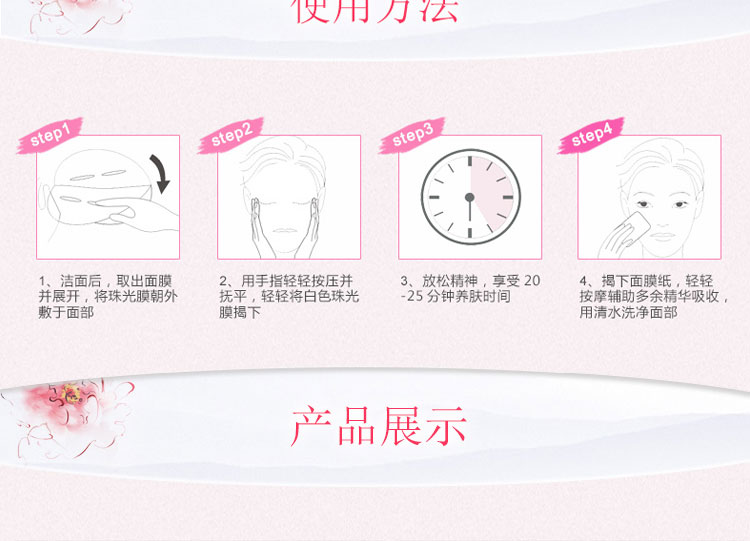 使用方法
step1
step2
step3
step4
1、洁面后，取出面膜
并展开，将珠光膜朝外
敷于面部
2、用手指轻轻按压并
抚平，轻轻将白色珠光
膜揭下
3、放松精神，享受 20
-25 分钟养肤时间
4、揭下面膜纸，轻轻
按摩辅助多余精华吸收，
用清水洗净面部
产品展示